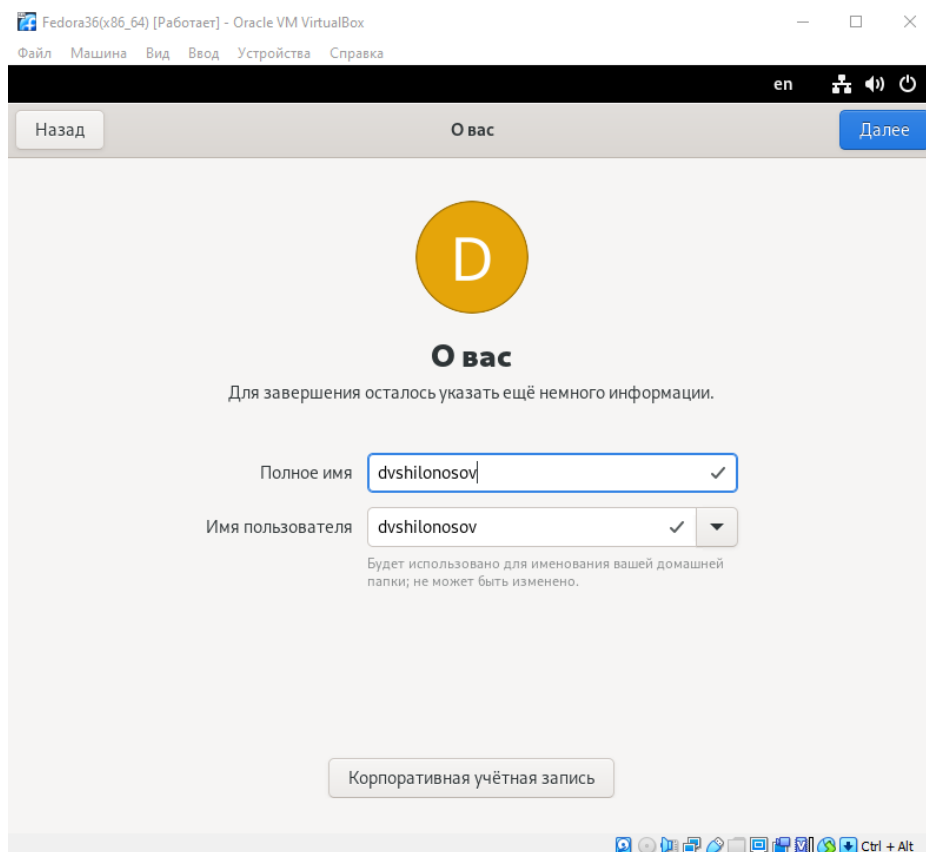 Fedora36(x86_64) [Работает] - Oracle VM VirtualBox
Файл Машина Вид Ввод Устройства Справка
en
Назад О вас Далее
D
О вас
Для завершения осталось указать ещё немного информации.
Полное имя dvshilonosov
Имя пользователя dvshilonosov
Будет использовано для именования вашей домашней
папки; не может быть изменено.
Корпоративная учётная запись
Ctrl + Alt